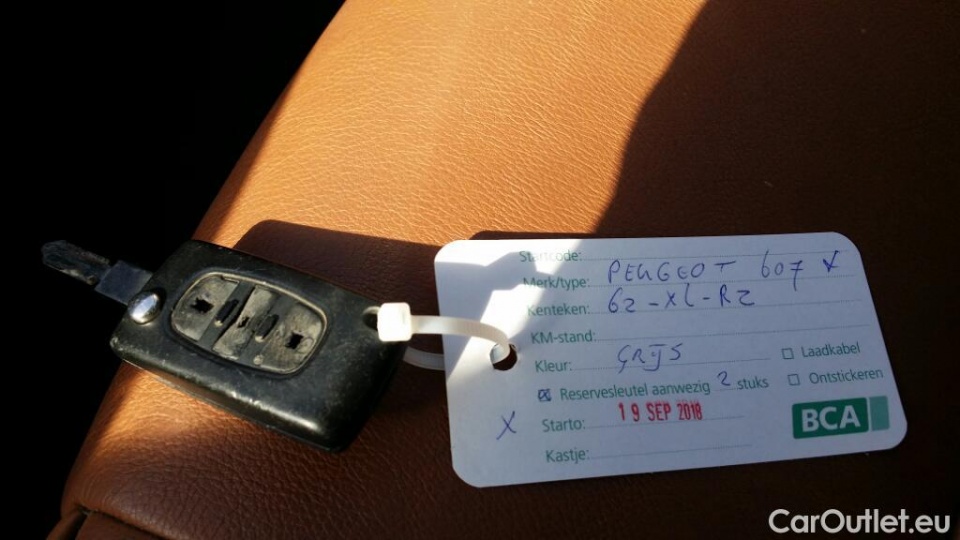 Startcode:
Merk/type: PEUGEOT 607 X
Kenteken: 62-XL-RZ
KM-stand:
Kleur: GRIJS
Laadkabel
Reservesleutel aanwezig 2 stuks
Ontstickeren
Starto: 19 SEP 2018
X
BCA
Kastje:
CarOutlet.eu